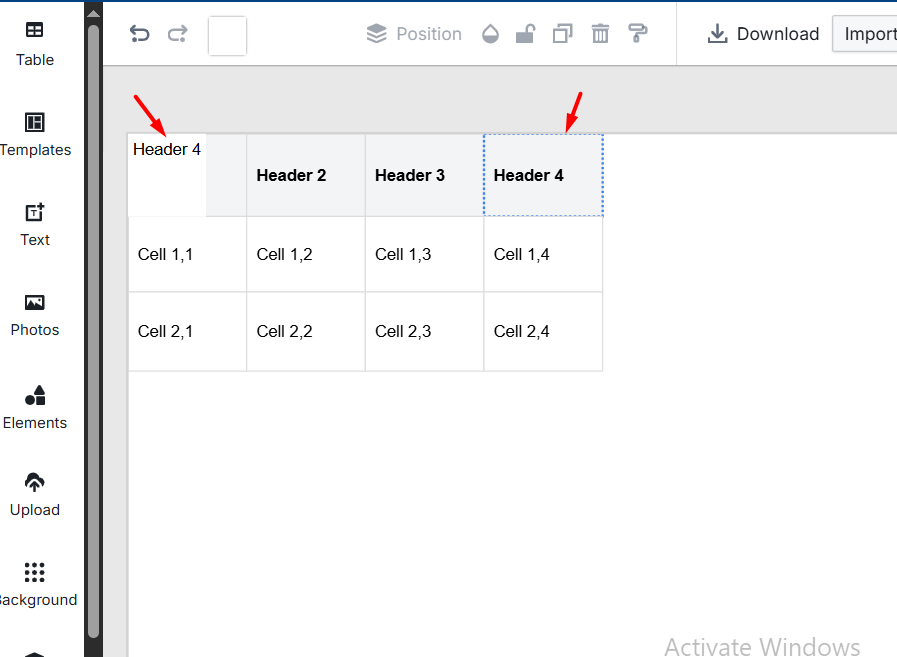 Table
Templates
Text
Photos
Elements
Upload
Background
Position
Download
Import
Header 4
Header 2
Header 3
Header 4
Cell 1,1
Cell 1,2
Cell 1,3
Cell 1,4
Cell 2,1
Cell 2,2
Cell 2,3
Cell 2,4
Activate Windows